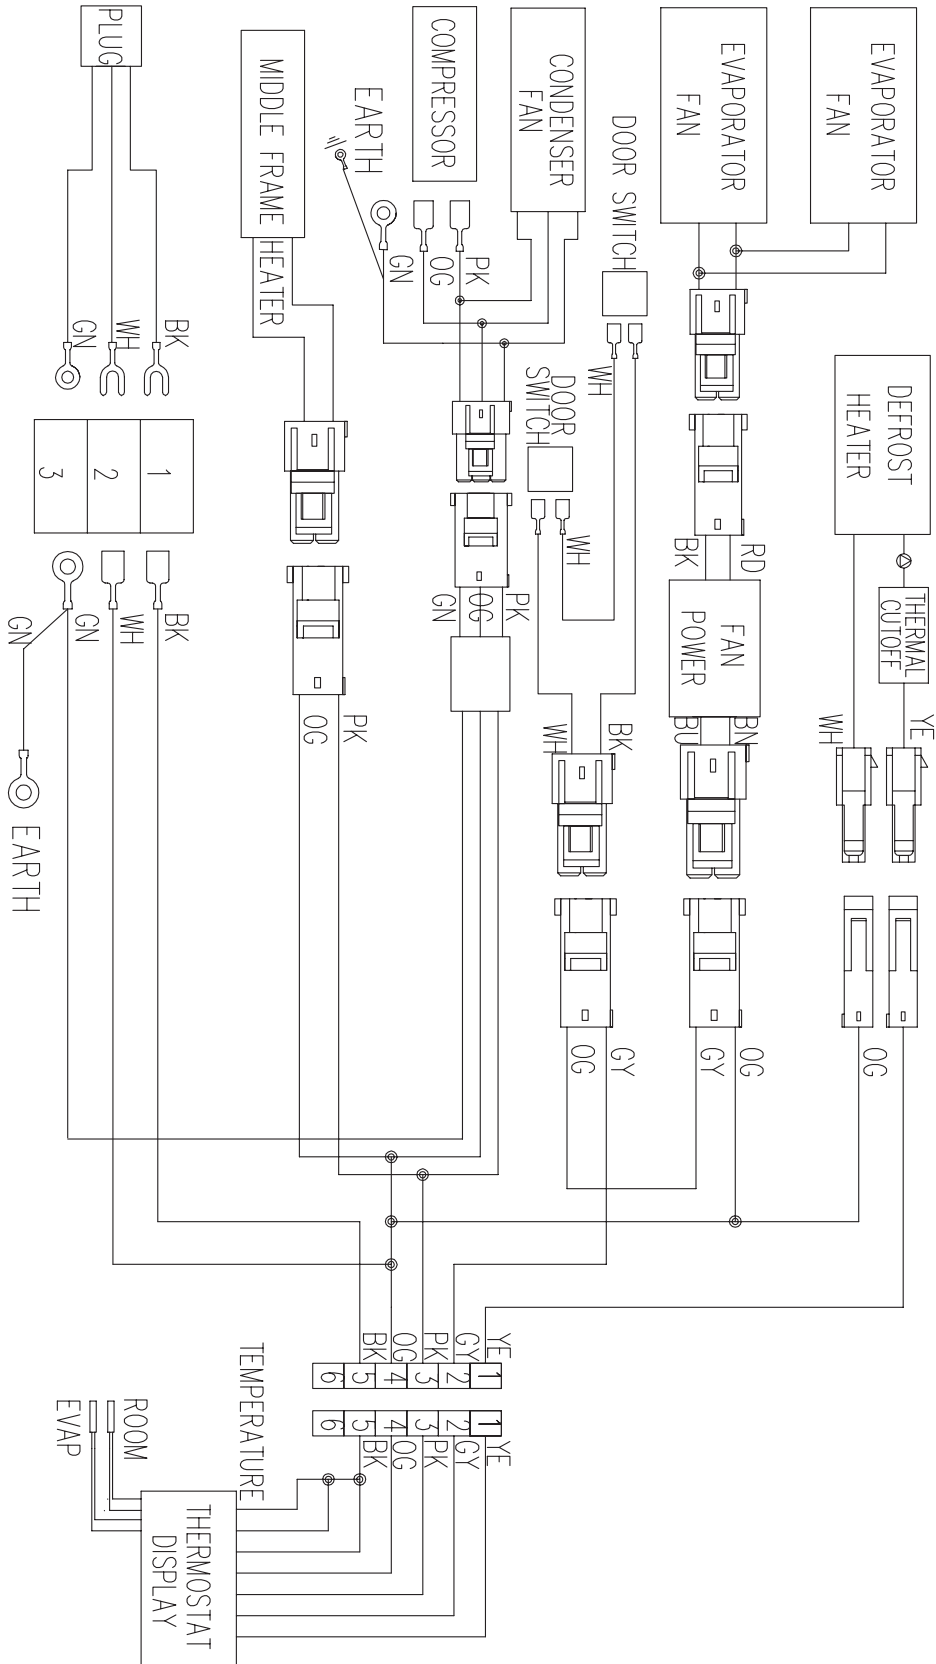 EVAPORATOR
FAN
EVAPORATOR
FAN
DEFROST
HEATER
THERMAL
CUTOFF
YE
WH
OG
RD
BK
FAN
POWER
BN
BU
OG
GY
DOOR SWITCH
WH
DOOR
SWITCH
WH
BK
WH
GY
OG
CONDENSER
FAN
COMPRESSOR
PK
OG
GN
EARTH
PK
OG
GN
MIDDLE FRAME HEATER
PK
OG
PLUG
BK
WH
GN
1
2
3
BK
WH
GN
GN
EARTH
YE
GY
PK
OG
BK
1
2
3
4
5
6
1
2
3
4
5
6
YE
GY
PK
OG
BK
TEMPERATURE
ROOM
EVAP
THERMOSTAT
DISPLAY